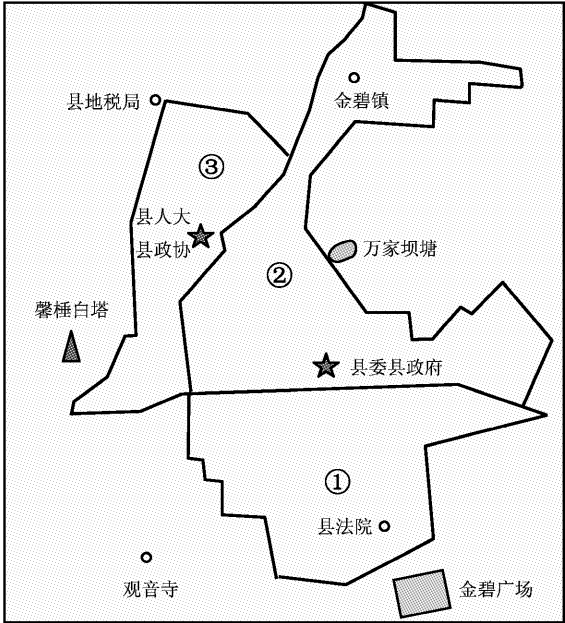 县地税局
金碧镇
③
县人大
县政协
②
万家坝塘
馨棰白塔
县委县政府
①
县法院
观音寺
金碧广场